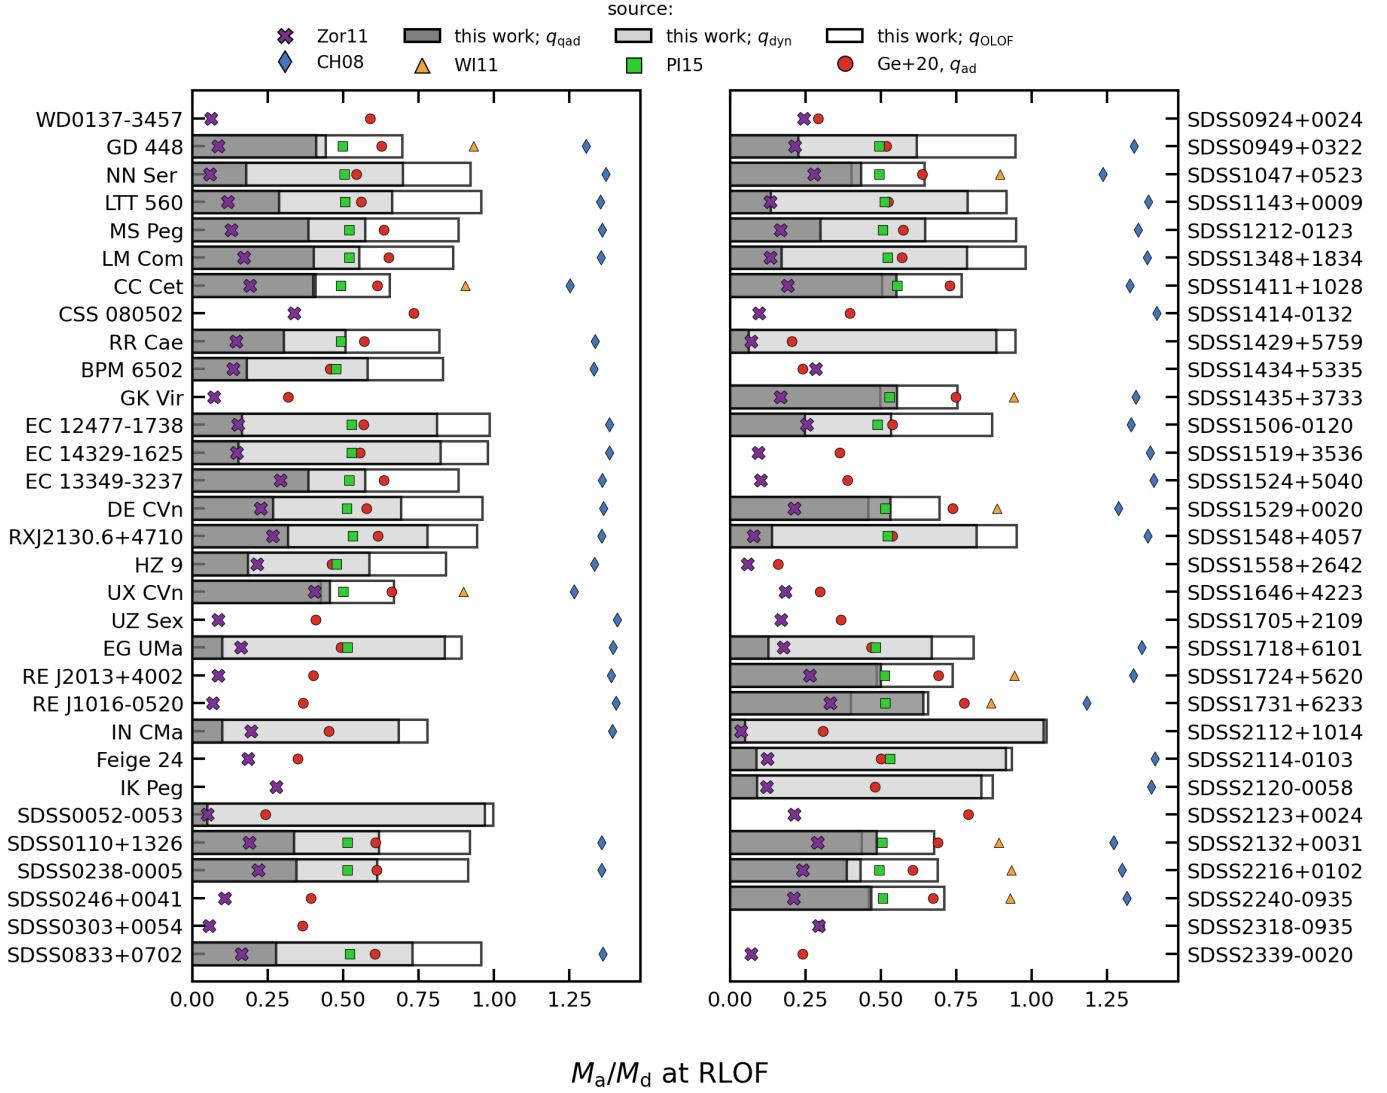 source:
Zor11
this work; qqad
this work; qdyn
this work; qOLOF
CH08
WI11
PI15
Ge+20, qad
WD0137-3457
GD 448
NN Ser
LTT 560
MS Peg
LM Com
CC Cet
CSS 080502
RR Cae
BPM 6502
GK Vir
EC 12477-1738
EC 14329-1625
EC 13349-3237
DE CVn
RXJ2130.6+4710
HZ 9
UX CVn
UZ Sex
EG UMa
RE J2013+4002
RE J1016-0520
IN CMa
Feige 24
IK Peg
SDSS0052-0053
SDSS0110+1326
SDSS0238-0005
SDSS0246+0041
SDSS0303+0054
SDSS0833+0702
0.00 0.25 0.50 0.75 1.00 1.25
SDSS0924+0024
SDSS0949+0322
SDSS1047+0523
SDSS1143+0009
SDSS1212-0123
SDSS1348+1834
SDSS1411+1028
SDSS1414-0132
SDSS1429+5759
SDSS1434+5335
SDSS1435+3733
SDSS1506-0120
SDSS1519+3536
SDSS1524+5040
SDSS1529+0020
SDSS1548+4057
SDSS1558+2642
SDSS1646+4223
SDSS1705+2109
SDSS1718+6101
SDSS1724+5620
SDSS1731+6233
SDSS2112+1014
SDSS2114-0103
SDSS2120-0058
SDSS2123+0024
SDSS2132+0031
SDSS2216+0102
SDSS2240-0935
SDSS2318-0935
SDSS2339-0020
0.00 0.25 0.50 0.75 1.00 1.25
Ma/Md at RLOF